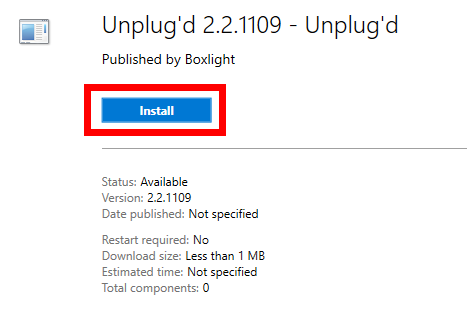 Unplug'd 2.2.1109 - Unplug'd
Published by Boxlight
Install
Status: Available
Version: 2.2.1109
Date published: Not specified
Restart required: No
Download size: Less than 1 MB
Estimated time: Not specified
Total components: 0